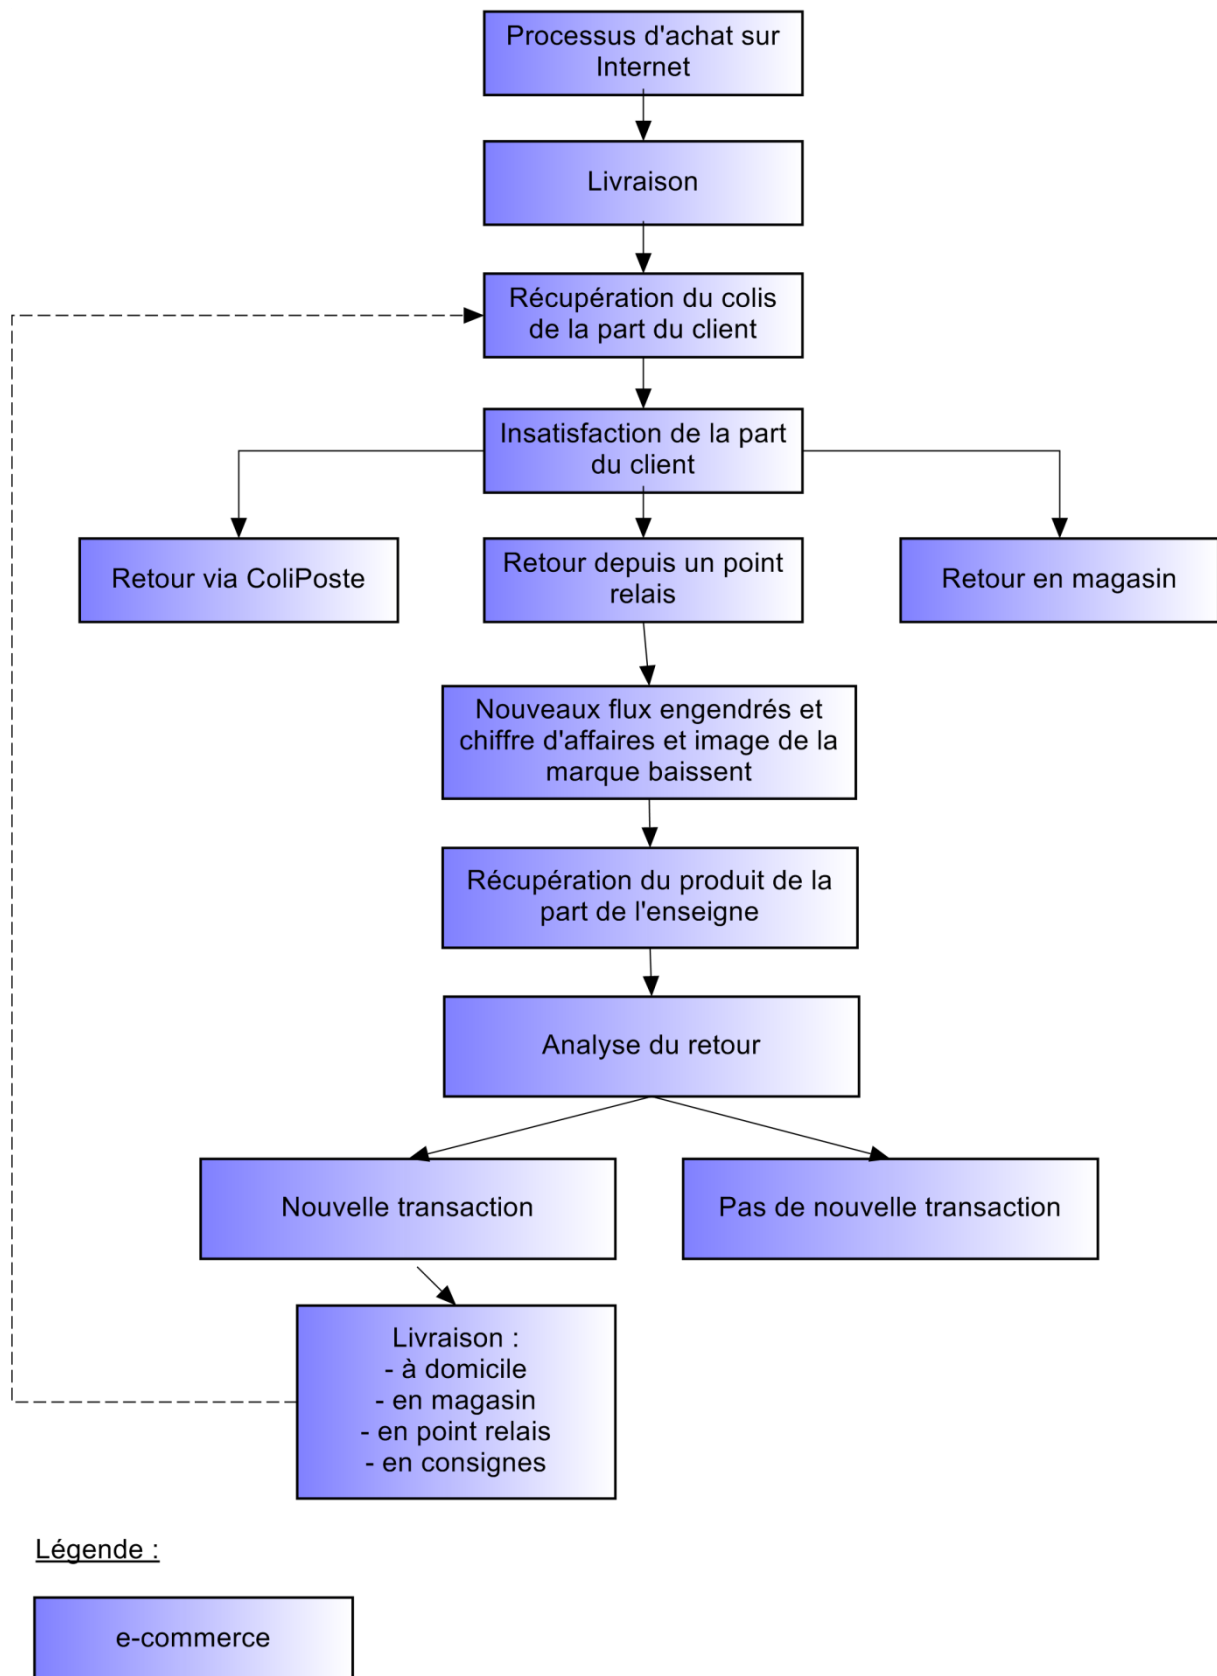 Processus d'achat sur
Internet
Livraison
Récupération du colis
de la part du client
Insatisfaction de la part
du client
Retour via ColiPoste
Retour depuis un point
relais
Retour en magasin
Nouveaux flux engendrés et
chiffre d'affaires et image de la
marque baissent
Récupération du produit de la
part de l'enseigne
Analyse du retour
Nouvelle transaction
Pas de nouvelle transaction
Livraison :
- à domicile
- en magasin
- en point relais
- en consignes
Légende :
e-commerce